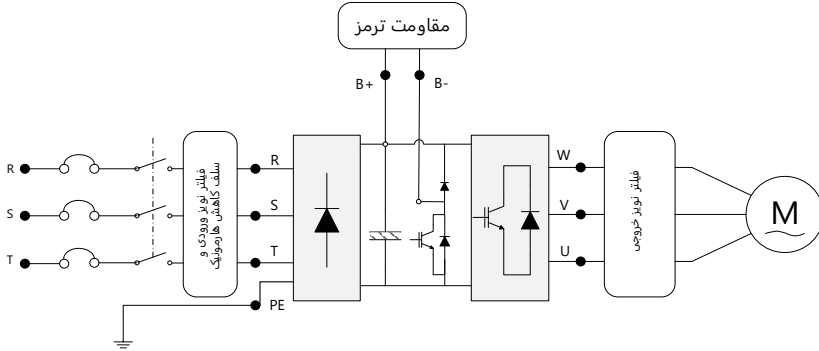 مقاومت ترمز
B+
B-
R
S
T
فیلتر نویز ورودی و
سلف کاهش هارمونیک
R
S
T
PE
W
V
U
فیلتر نویز خروجی
M